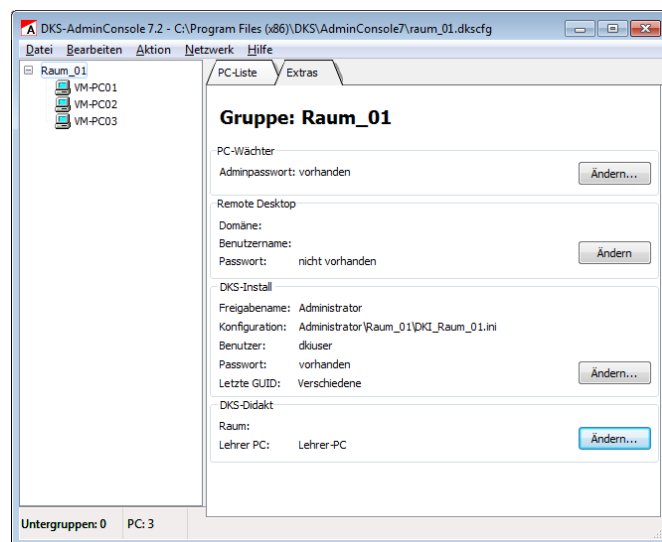 DKS-AdminConsole 7.2 - C:\Program Files (x86)\DKS\AdminConsole7\raum_01.dkscfg
Datei Bearbeiten Aktion Netzwerk Hilfe
Raum_01
VM-PC01
VM-PC02
VM-PC03
PC-Liste Extras
Gruppe: Raum_01
PC-Wächter
Adminpasswort: vorhanden Ändern...
Remote Desktop
Domäne:
Benutzername:
Passwort: nicht vorhanden Ändern
DKS-Install
Freigabename: Administrator
Konfiguration: Administrator\Raum_01\DKI_Raum_01.ini
Benutzer: dkiuser
Passwort: vorhanden
Ändern...
Letzte GUID: Verschiedene
DKS-Didakt
Raum:
Lehrer PC: Lehrer-PC Ändern...
Untergruppen: 0 PC: 3